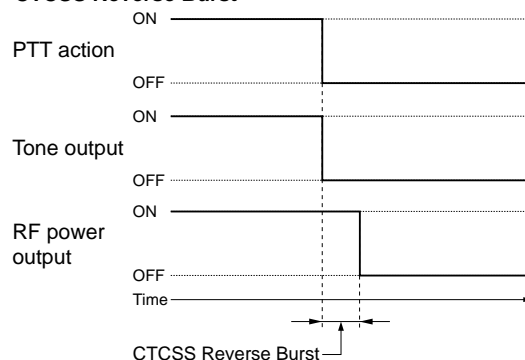 CTCSS Reverse Burst
ON
PTT action
OFF
ON
Tone output
OFF
ON
RF power
output
OFF
Time
CTCSS Reverse Burst